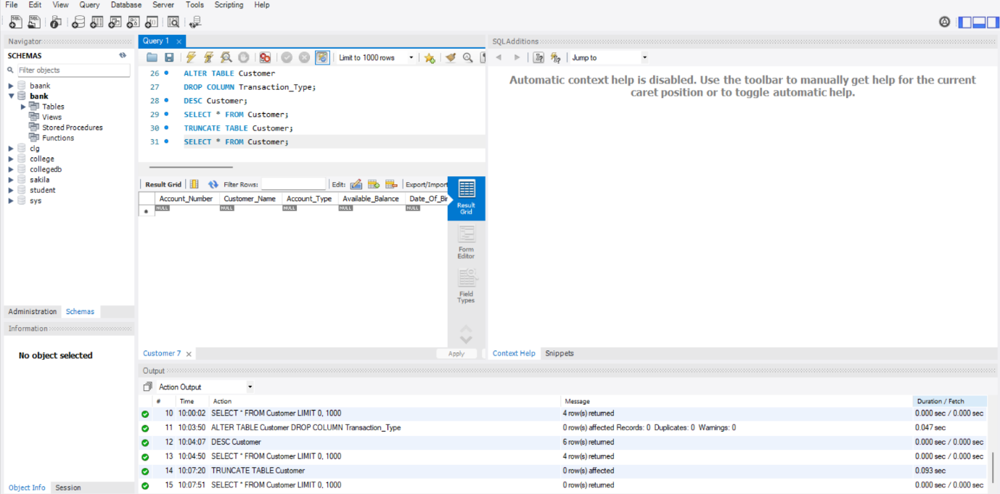 File Edit View Query Database Server Tools Scripting Help
Navigator
SCHEMAS
Filter objects
baank
bank
Tables
Views
Stored Procedures
Functions
clg
college
collegedb
sakila
student
sys
Administration Schemas
Information
No object selected
Object Info Session
Query 1
Limit to 1000 rows
26 ALTER TABLE Customer
27 DROP COLUMN Transaction_Type;
28 DESC Customer;
29 SELECT * FROM Customer;
30 TRUNCATE TABLE Customer;
31 SELECT * FROM Customer;
Result Grid Filter Rows: Edit: Export/Import
Account_Number Customer_Name Account_Type Available_Balance Date_Of_Bir
NULL NULL NULL NULL NULL
Result
Grid
Form
Editor
Field
Types
Customer 7 Apply
SQLAdditions
Jump to
Automatic context help is disabled. Use the toolbar to manually get help for the current
caret position or to toggle automatic help.
Context Help Snippets
Output
Action Output
# Time Action Message Duration / Fetch
10 10:00:02 SELECT * FROM Customer LIMIT 0, 1000 4 row(s) returned 0.000 sec / 0.000 sec
11 10:03:50 ALTER TABLE Customer DROP COLUMN Transaction_Type 0 row(s) affected Records: 0 Duplicates: 0 Warnings: 0 0.047 sec
12 10:04:07 DESC Customer 6 row(s) returned 0.000 sec / 0.000 sec
13 10:04:50 SELECT * FROM Customer LIMIT 0, 1000 4 row(s) returned 0.000 sec / 0.000 sec
14 10:07:20 TRUNCATE TABLE Customer 0 row(s) affected 0.093 sec
15 10:07:51 SELECT * FROM Customer LIMIT 0, 1000 0 row(s) returned 0.000 sec / 0.000 sec